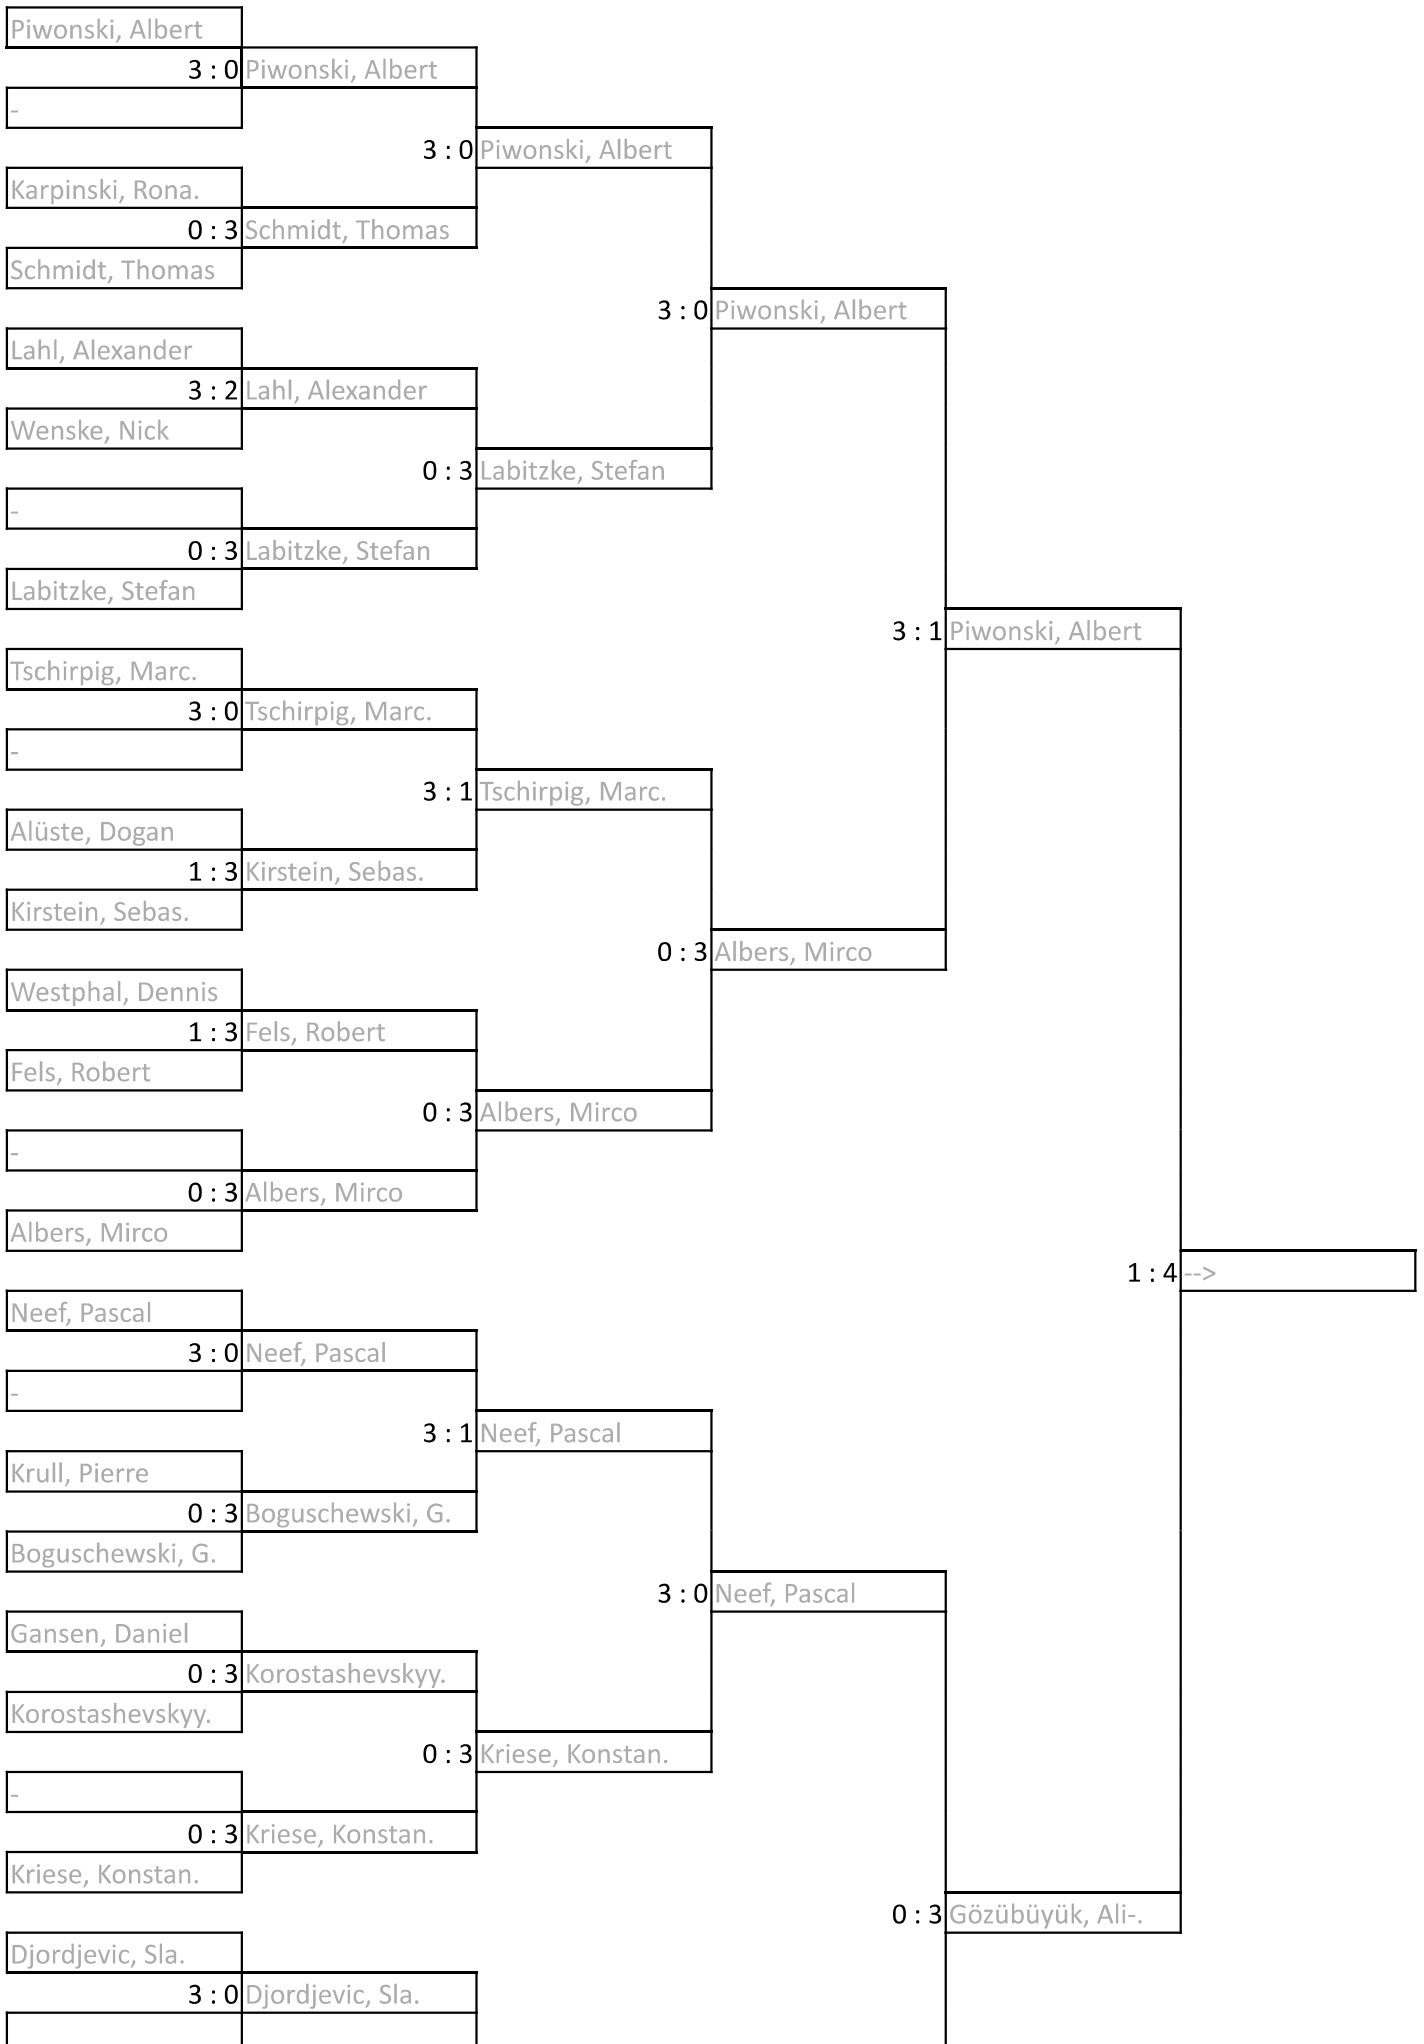 Piwonski, Albert
3 : 0 Piwonski, Albert
-
3 : 0 Piwonski, Albert
Karpinski, Rona.
0 : 3 Schmidt, Thomas
Schmidt, Thomas
3 : 0 Piwonski, Albert
Lahl, Alexander
3 : 2 Lahl, Alexander
Wenske, Nick
0 : 3 Labitzke, Stefan
-
0 : 3 Labitzke, Stefan
Labitzke, Stefan
3 : 1 Piwonski, Albert
Tschirpig, Marc.
3 : 0 Tschirpig, Marc.
-
3 : 1 Tschirpig, Marc.
Alüste, Dogan
1 : 3 Kirstein, Sebas.
Kirstein, Sebas.
0 : 3 Albers, Mirco
Westphal, Dennis
1 : 3 Fels, Robert
Fels, Robert
0 : 3 Albers, Mirco
-
0 : 3 Albers, Mirco
Albers, Mirco
1 : 4 -->
Neef, Pascal
3 : 0 Neef, Pascal
-
3 : 1 Neef, Pascal
Krull, Pierre
0 : 3 Boguschewski, G.
Boguschewski, G.
3 : 0 Neef, Pascal
Gansen, Daniel
0 : 3 Korostashevskyy.
Korostashevskyy.
0 : 3 Kriese, Konstan.
-
0 : 3 Kriese, Konstan.
Kriese, Konstan.
0 : 3 Gözübüyük, Ali-.
Djordjevic, Sla.
3 : 0 Djordjevic, Sla.